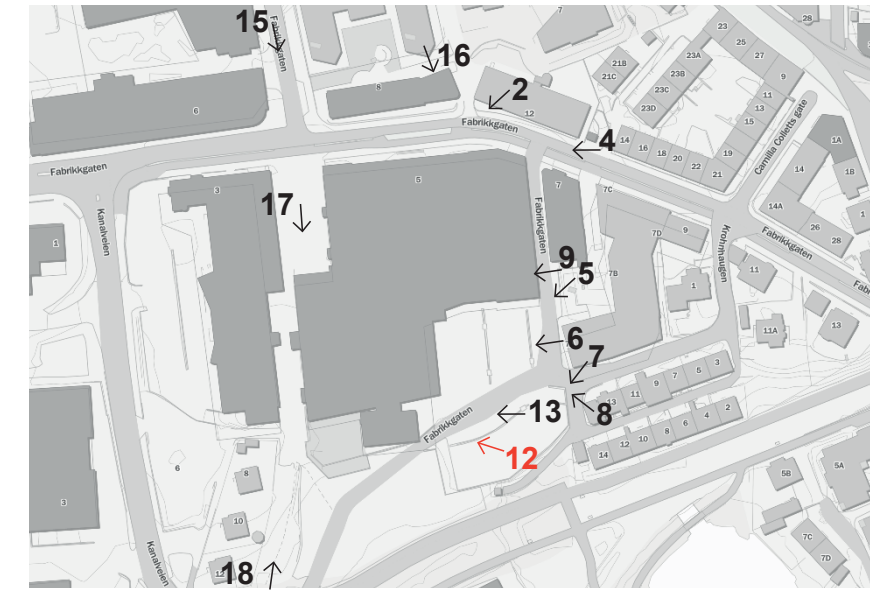 15
Fabrikkgaten
7
16
8
6
2
12
Fabrikkgaten
4
21B
21C
23A
23B
23C
23D
23
25
27
9
11
13
15
19
21
22
20
18
16
14
28
Camilla Colletts gate
1A
1B
14
14A
26
28
1
Fabrikkgaten
Fabrikkgaten
Kanalveien
3
5
17
7
7C
7D
9
7B
Fabrikkgaten
Krohnhaugen
Fab
11
1
1
9
5
6
7
8
11A
13
13
11
9
7
5
3
13
Fabrikkgaten
12
14
12
10
8
6
4
2
5B
5A
7C
7D
6
8
10
12
3
Kanalveien
18